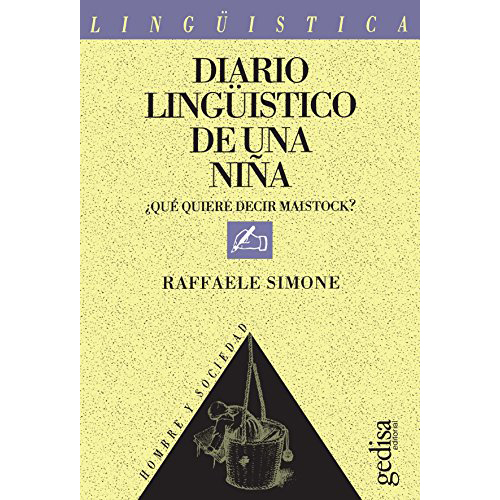 LINGÜISTICA
DIARIO
LINGÜISTICO
DE UNA
NIÑA
¿QUÉ QUIERE DECIR MAISTOCK?
RAFFAELE SIMONE
HOMBRE Y SOCIEDAD
gedisa
editorial